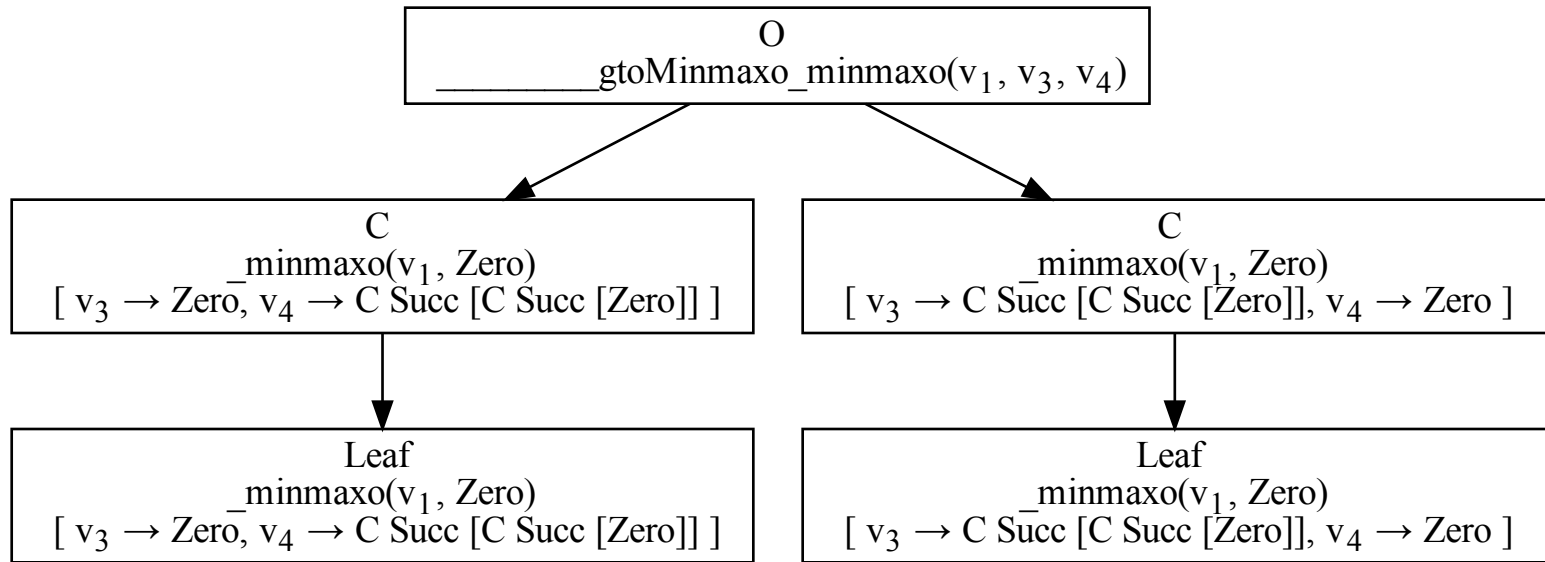 O
_________gtoMinmaxo_minmaxo(v₁, v₃, v₄)
C
_minmaxo(v₁, Zero)
[ v₃ → Zero, v₄ → C Succ [C Succ [Zero]] ]
C
_minmaxo(v₁, Zero)
[ v₃ → C Succ [C Succ [Zero]], v₄ → Zero ]
Leaf
_minmaxo(v₁, Zero)
[ v₃ → Zero, v₄ → C Succ [C Succ [Zero]] ]
Leaf
_minmaxo(v₁, Zero)
[ v₃ → C Succ [C Succ [Zero]], v₄ → Zero ]